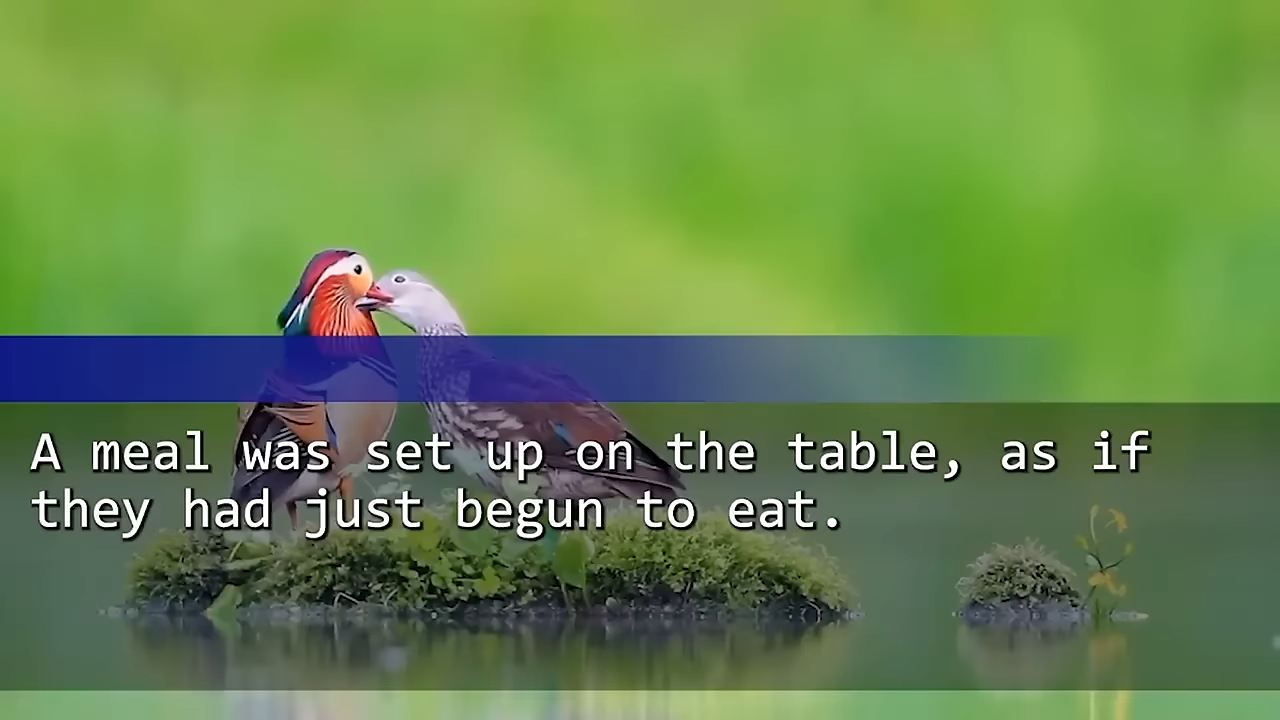 A meal was set up on the table, as if
they had just begun to eat.